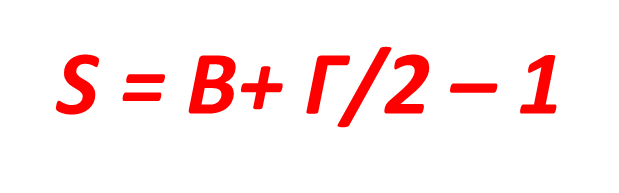 S = В+ Г/2 – 1